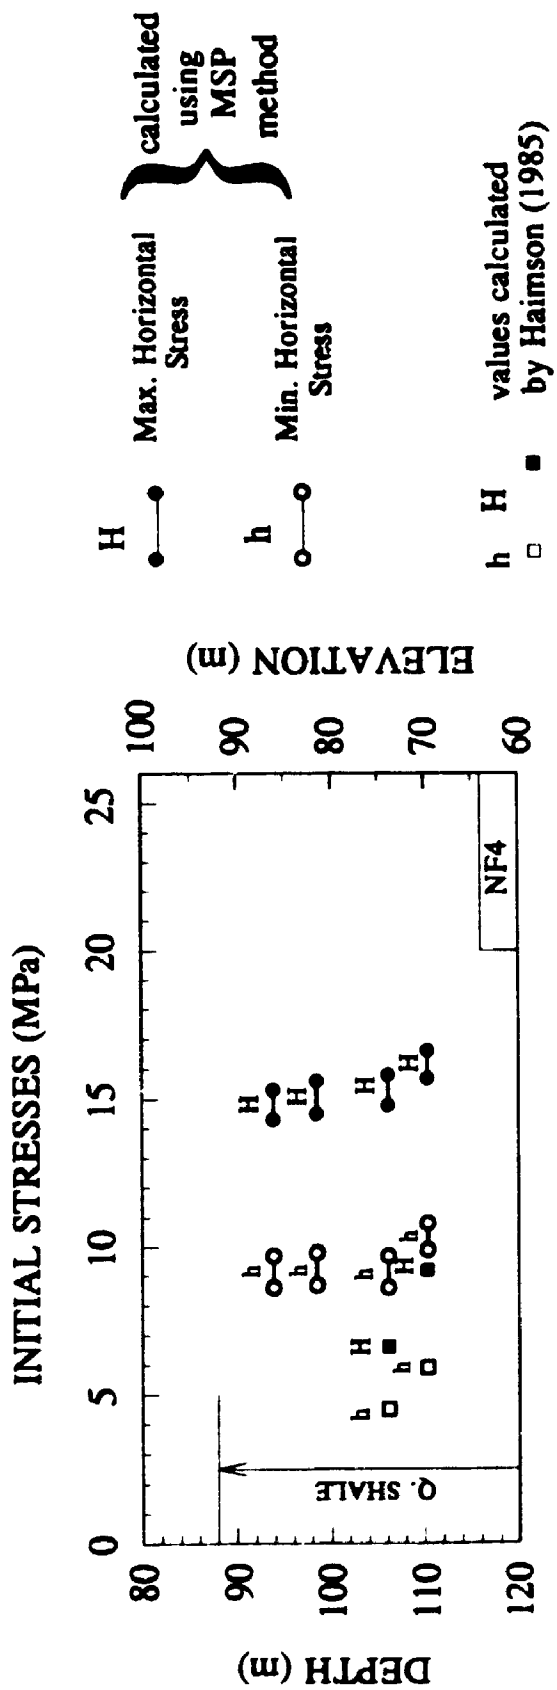 INITIAL STRESSES (MPa)
0 5 10 15 20 25
DEPTH (m)
80
90
100
110
120
ELEVATION (m)
100
90
80
70
60
Q. SHALE
NF4
h H
h H
h H h H
h H h H
H
Max. Horizontal
Stress
h
Min. Horizontal
Stress
calculated
using
MSP
method
h H
values calculated
by Haimson (1985)